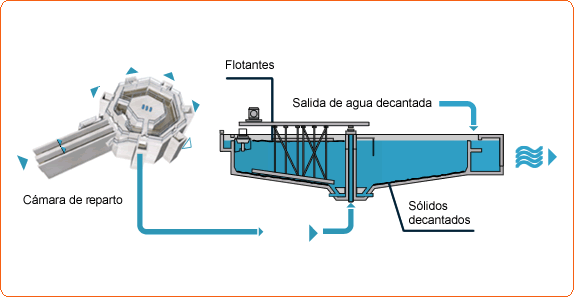 Flotantes
Salida de agua decantada
Cámara de reparto
Sólidos
decantados